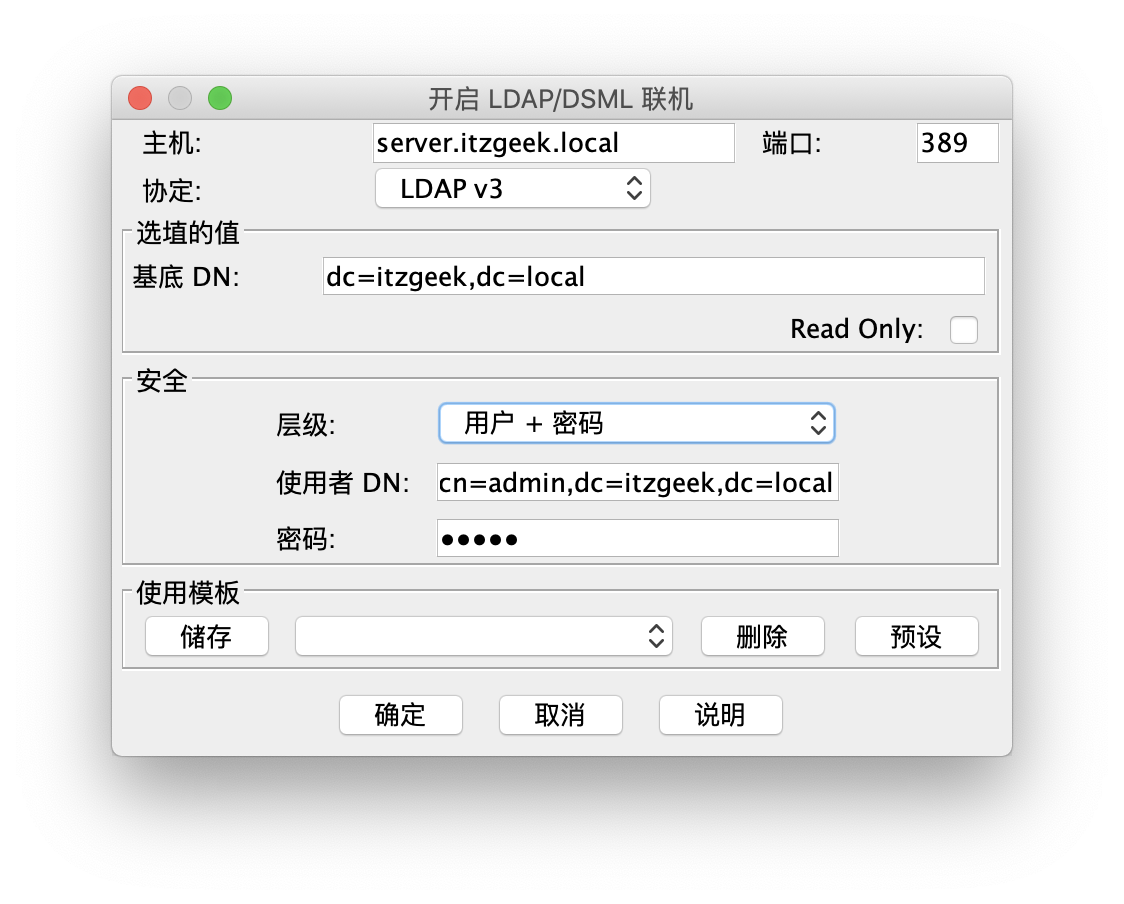 开启 LDAP/DSML 联机
主机: server.itzgeek.local 端口: 389
协定: LDAP v3
选填的值
基底 DN: dc=itzgeek,dc=local
Read Only:
安全
层级: 用户 + 密码
使用者 DN: cn=admin,dc=itzgeek,dc=local
密码: •••••
使用模板
储存 删除 预设
确定 取消 说明